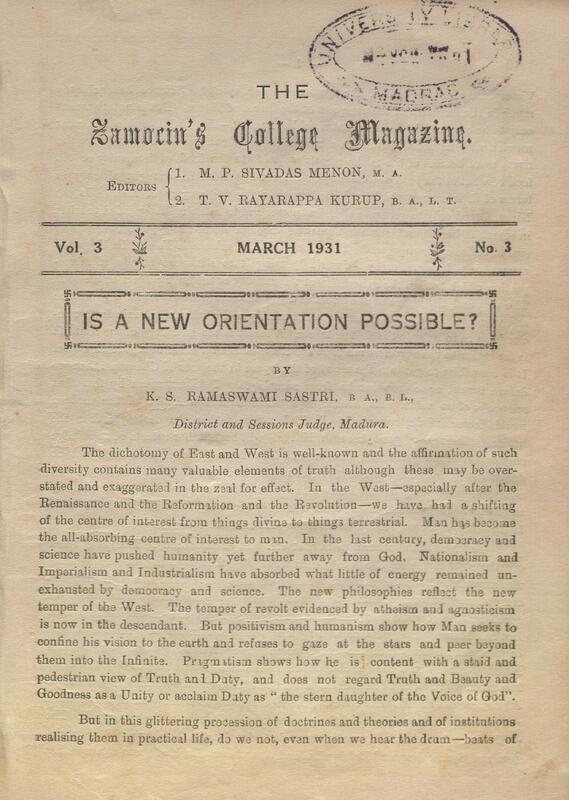 UNIVERSITY LIBRARY
MADRAS
THE
Zamorin's College Magazine.
EDITORS
1. M. P. SIVADAS MENON, M. A.
2. T. V. RAYARAPPA KURUP, B. A., L. T.
Vol. 3 MARCH 1931 No. 3
IS A NEW ORIENTATION POSSIBLE?
BY
K. S. RAMASWAMI SASTRI, B A., B. L.,
District and Sessions Judge, Madura.
The dichotomy of East and West is well-known and the affirmation of such
diversity contains many valuable elements of truth although these may be over-
stated and exaggerated in the zeal for effect. In the West—especially after the
Renaissance and the Reformation and the Revolution—we have had a shifting
of the centre of interest from things divine to things terrestrial. Man has become
the all-absorbing centre of interest to man. In the last century, democracy and
science have pushed humanity yet further away from God. Nationalism and
Imperialism and Industrialism have absorbed what little of energy remained un-
exhausted by democracy and science. The new philosophies reflect the new
temper of the West. The temper of revolt evidenced by atheism and agnosticism
is now in the descendant. But positivism and humanism show how Man seeks to
confine his vision to the earth and refuses to gaze at the stars and peer beyond
them into the Infinite. Pragmatism shows how he is content with a staid and
pedestrian view of Truth and Duty, and does not regard Truth and Beauty and
Goodness as a Unity or acclaim Duty as " the stern daughter of the Voice of God".
But in this glittering procession of doctrines and theories and of institutions
realising them in practical life, do we not, even when we hear the drum—beats of